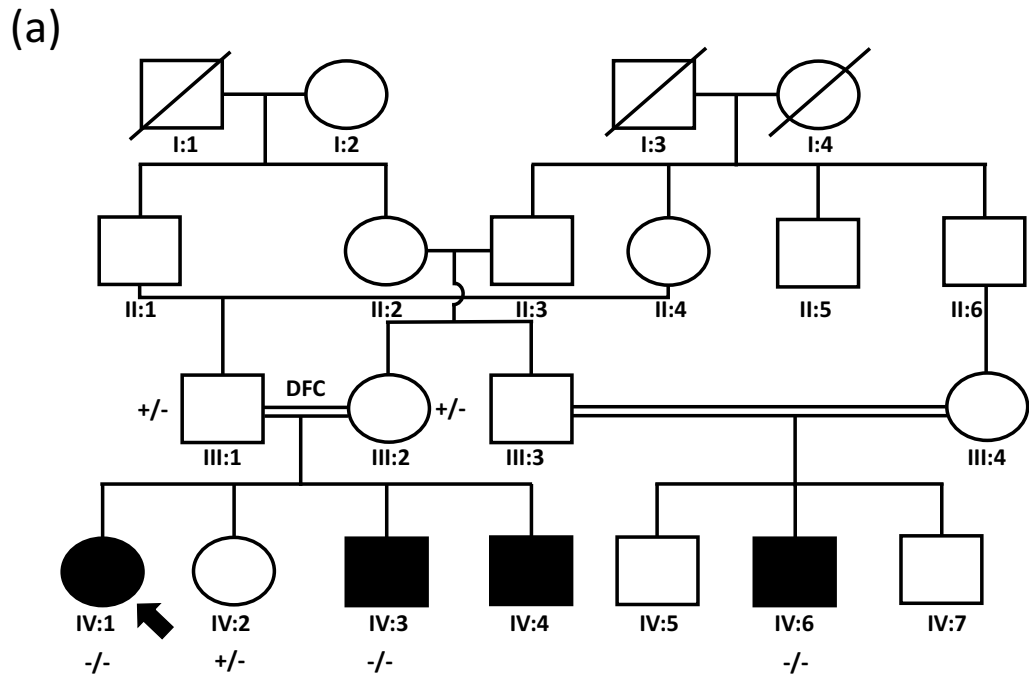 (a)
I:1 I:2 I:3 I:4
II:1 II:2 II:3 II:4 II:5 II:6
DFC
+/- +/-
III:1 III:2 III:3 III:4
IV:1 IV:2 IV:3 IV:4 IV:5 IV:6 IV:7
-/- +/- -/- -/-